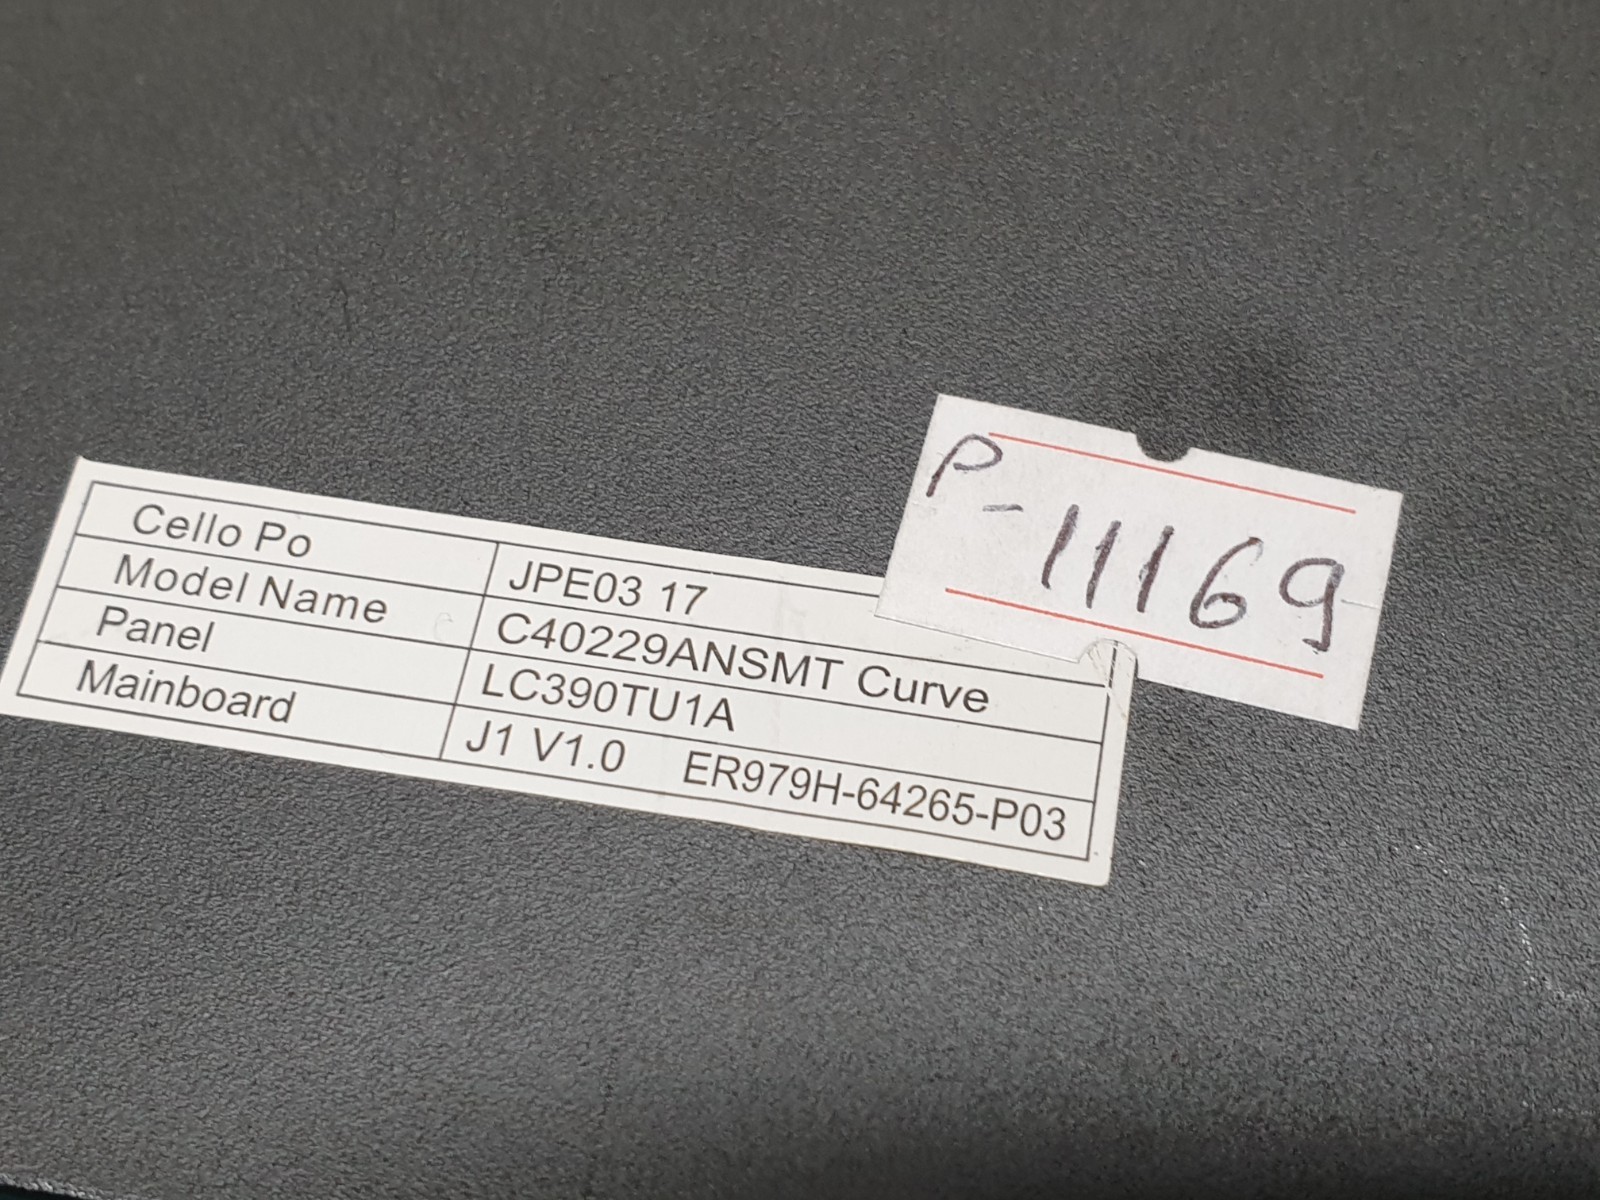 P
-11169
Cello Po JPE03 17
Model Name C40229ANSMT Curve
Panel LC390TU1A
Mainboard J1 V1.0 ER979H-64265-P03